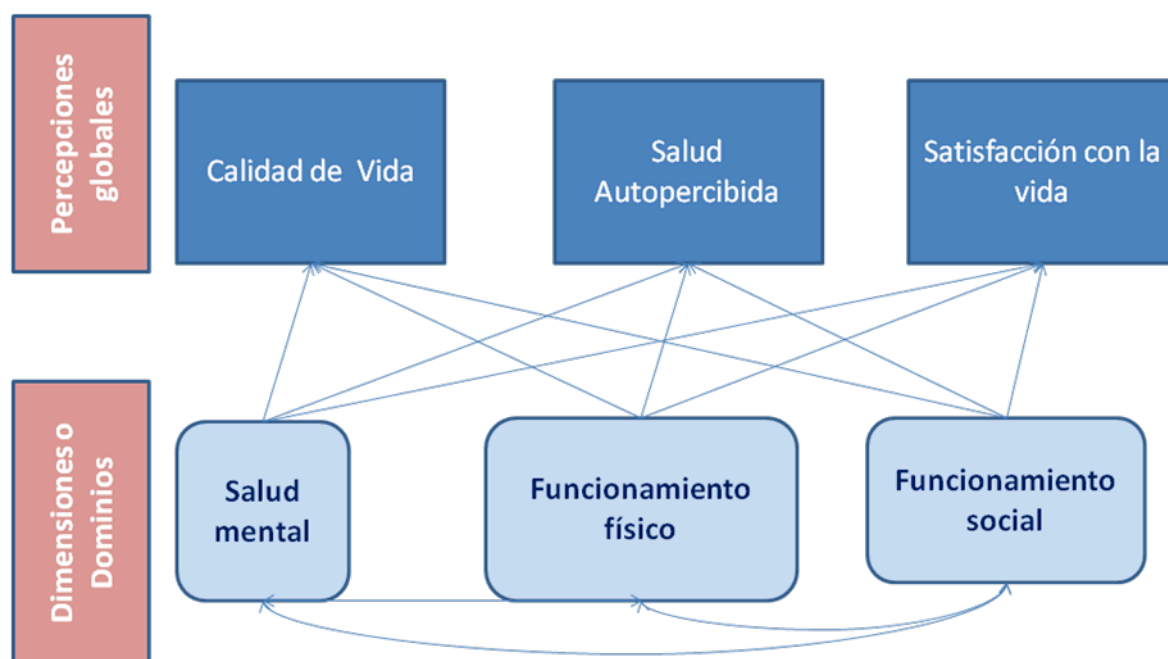 Percepciones
globales
Calidad de Vida
Salud
Autopercibida
Satisfacción con la
vida
Dimensiones o
Dominios
Salud
mental
Funcionamiento
físico
Funcionamiento
social